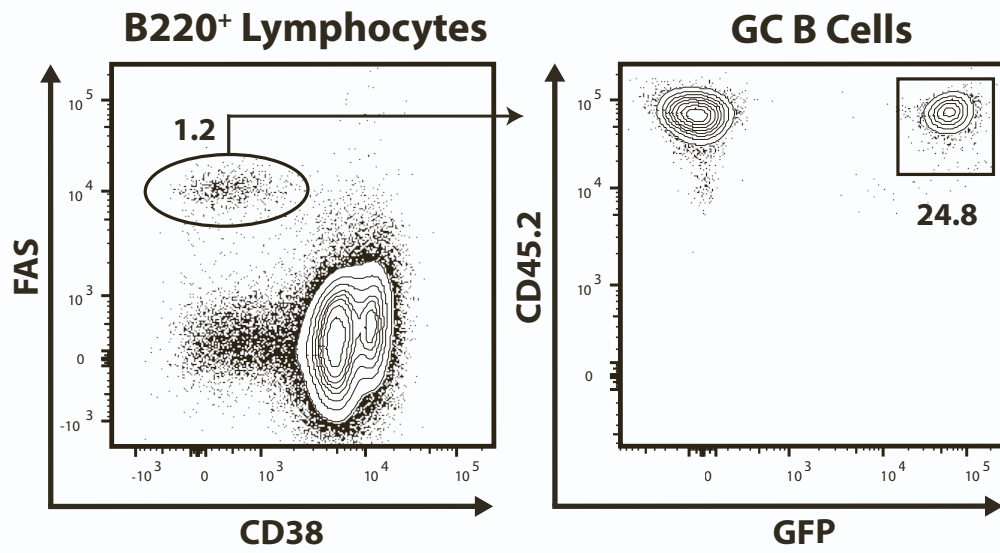 B220⁺ Lymphocytes
GC B Cells
10⁵
1.2
10⁴
10³
0
-10³
FAS
-10³ 0 10³ 10⁴ 10⁵
CD38
10⁵
10⁴
24.8
10³
0
CD45.2
0 10³ 10⁴ 10⁵
GFP